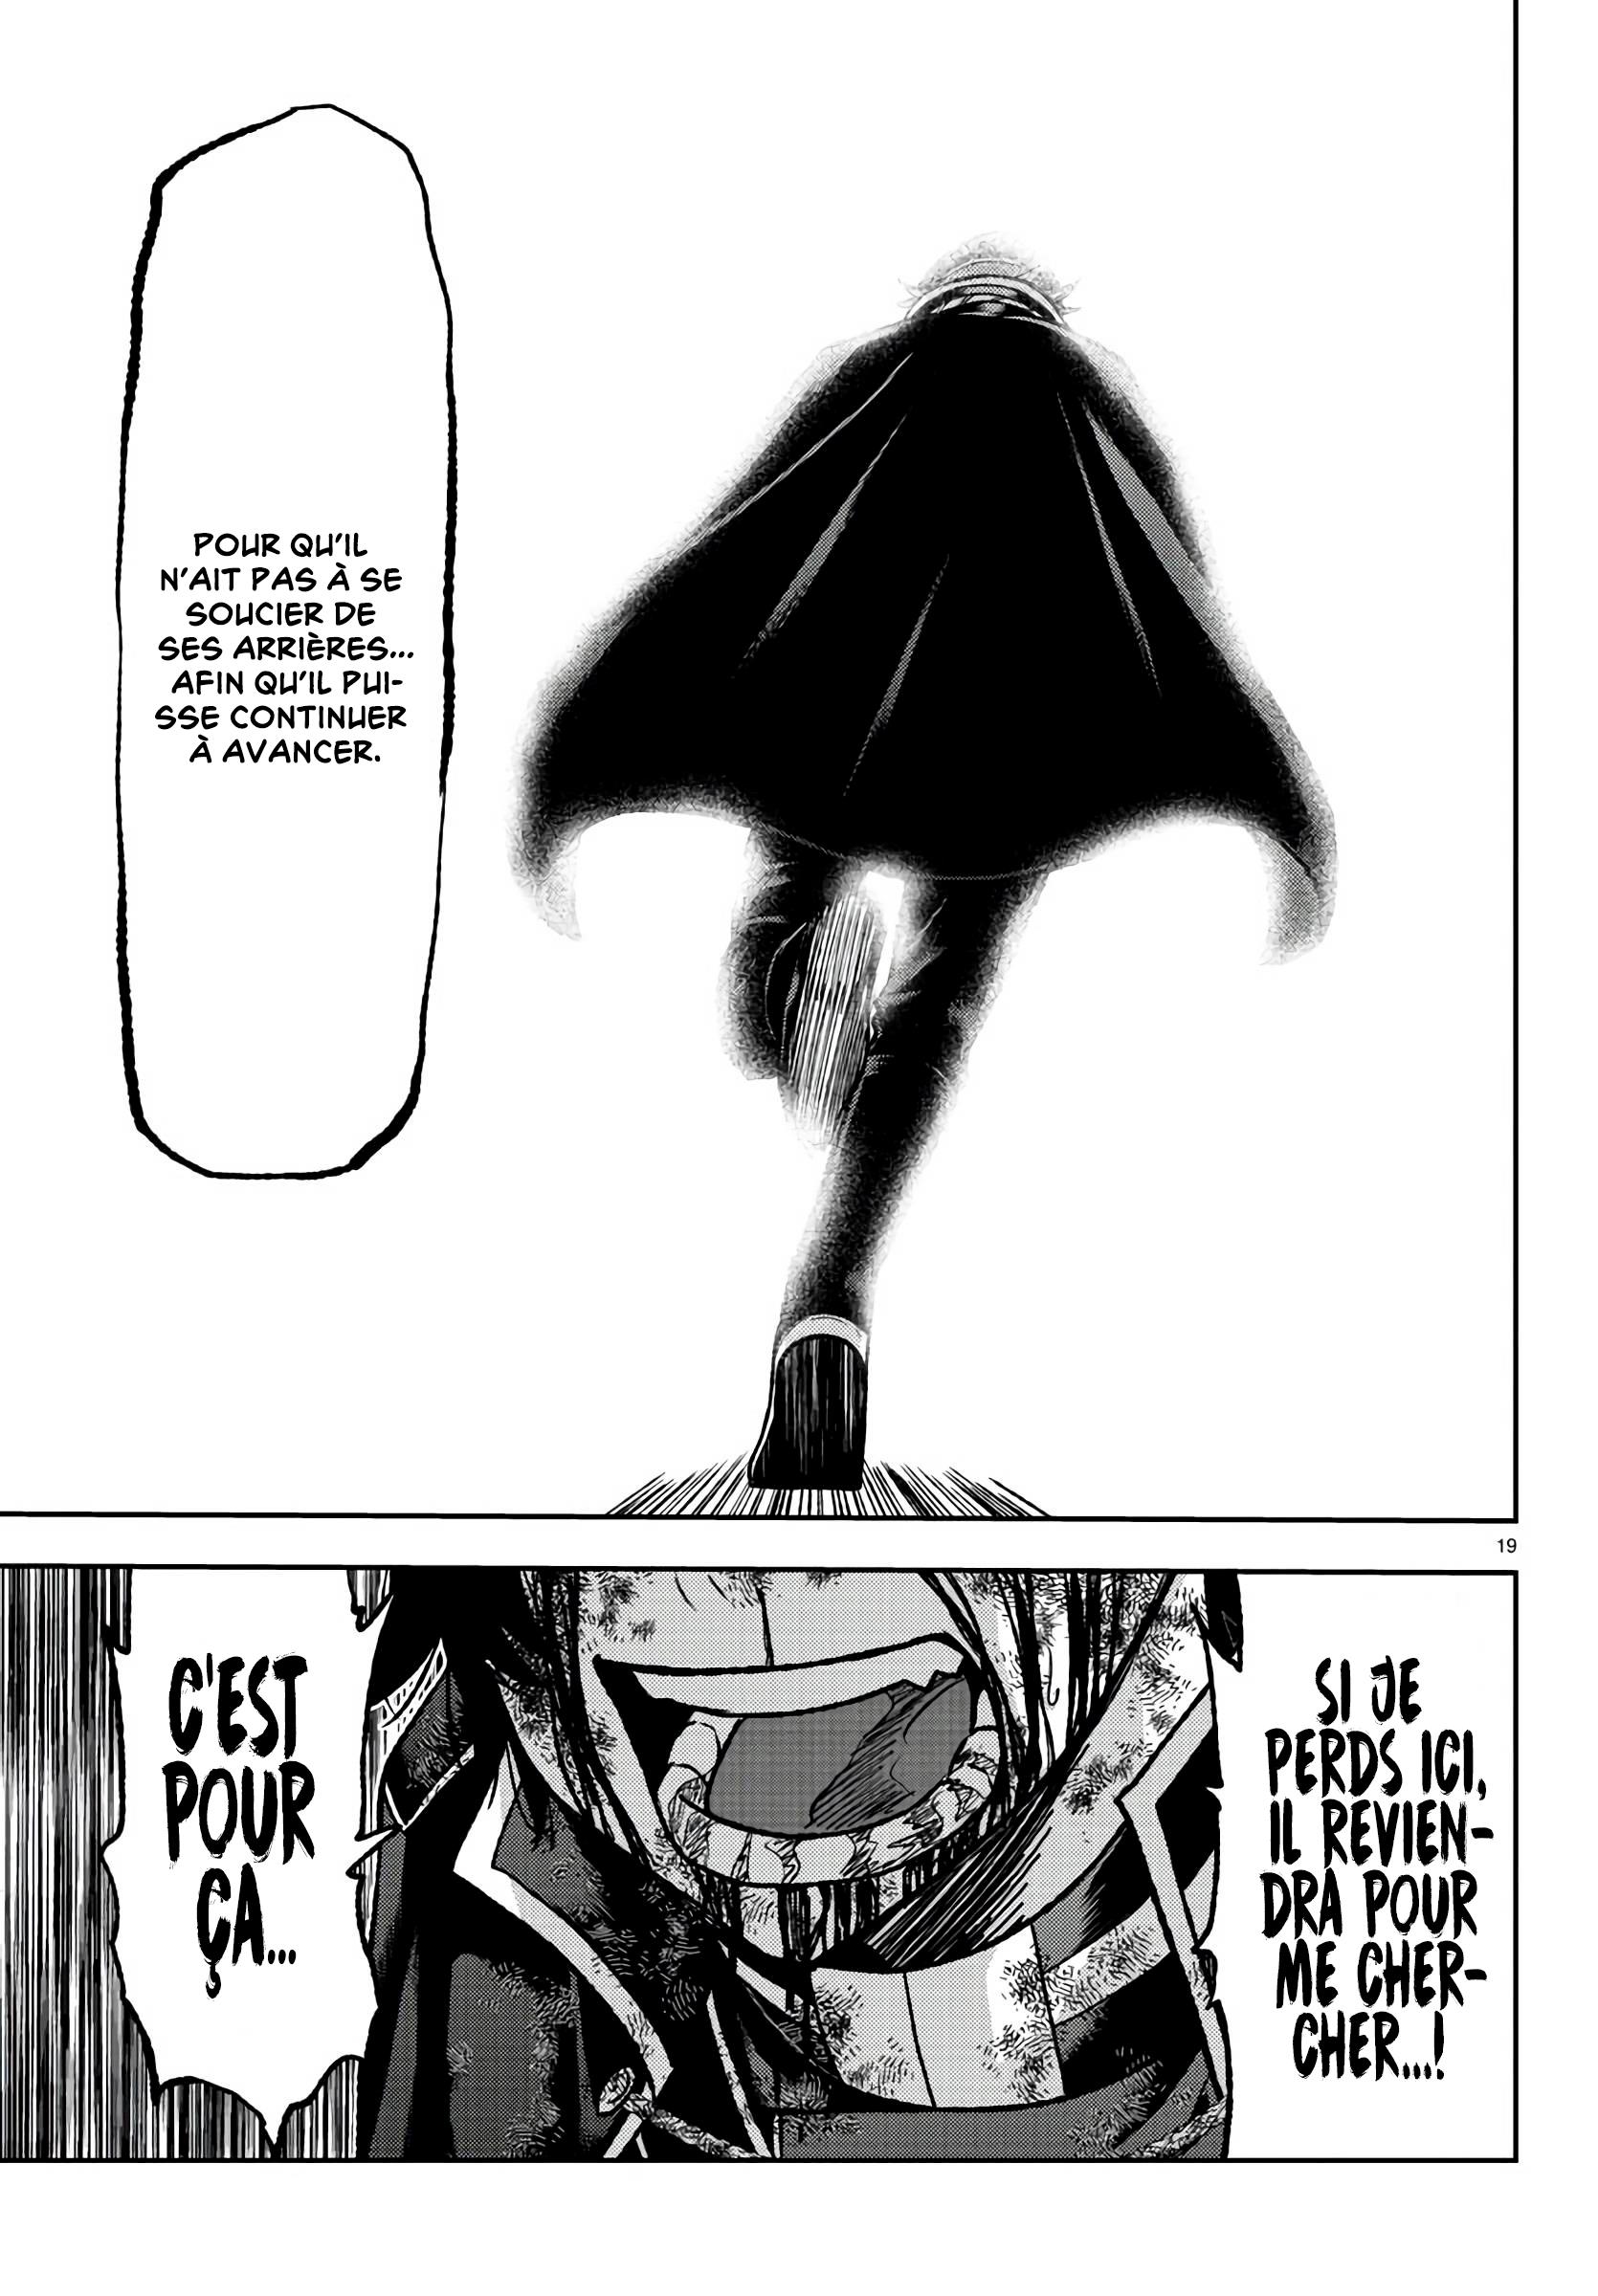 POUR QU'IL
N'AIT PAS À SE
SOUCIER DE
SES ARRIÈRES...
AFIN QU'IL PUI-
SSE CONTINUER
À AVANCER.
19
SI JE
PERDS ICI,
IL REVIEN-
DRA POUR
ME CHER-
CHER...!
C'EST
POUR
ÇA...